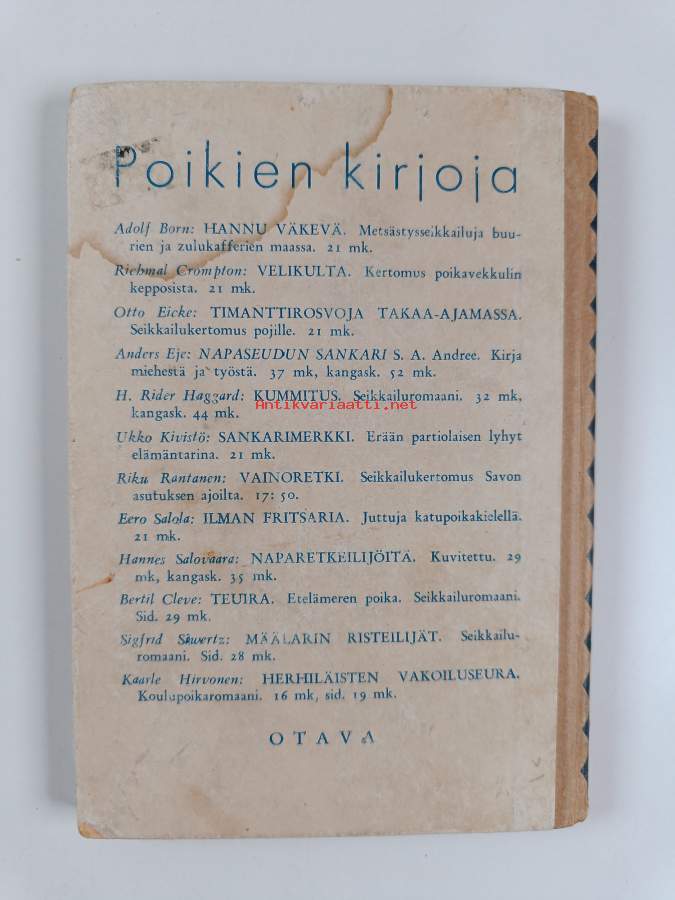 Poikien kirjoja
Adolf Born: HANNU VÄKEVÄ. Metsästysseikkailuja buu-
rien ja zulukafferien maassa. 21 mk.
Richmal Crompton: VELIKULTA. Kertomus poikavekkulin
kepposista. 21 mk.
Otto Eicke: TIMANTTIROSVOJA TAKAA-AJAMASSA.
Seikkailukertomus pojille. 21 mk.
Anders Eje: NAPASEUDUN SANKARI S. A. Andree. Kirja
miehestä ja työstä. 37 mk, kangask. 52 mk.
H. Rider Haggard: KUMMITUS. Seikkailuromaani. 32 mk,
kangask. 44 mk.
Antikvariaatti.net
Ukko Kivistö: SANKARIMERKKI. Erään partiolaisen lyhyt
elämäntarina. 21 mk.
Riku Rantanen: VAINORETKI. Seikkailukertomus Savon
asutuksen ajoilta. 17: 50.
Eero Salola: ILMAN FRITSARIA. Juttuja katupoikakielellä.
21 mk.
Hannes Salovaara: NAPARETKEILIJÖITÄ. Kuvitettu. 29
mk, kangask. 35 mk.
Bertil Cleve: TEUIRA. Etelämeren poika. Seikkailuromaani.
Sid. 29 mk.
Sigfrid Siwertz: MÄÄLARIN RISTEILIJÄT. Seikkailu-
romaani. Sid. 28 mk.
Kaarle Hirvonen: HERHILÄISTEN VAKOILUSEURA.
Koulupoikaromaani. 16 mk, sid. 19 mk.
OTAVA